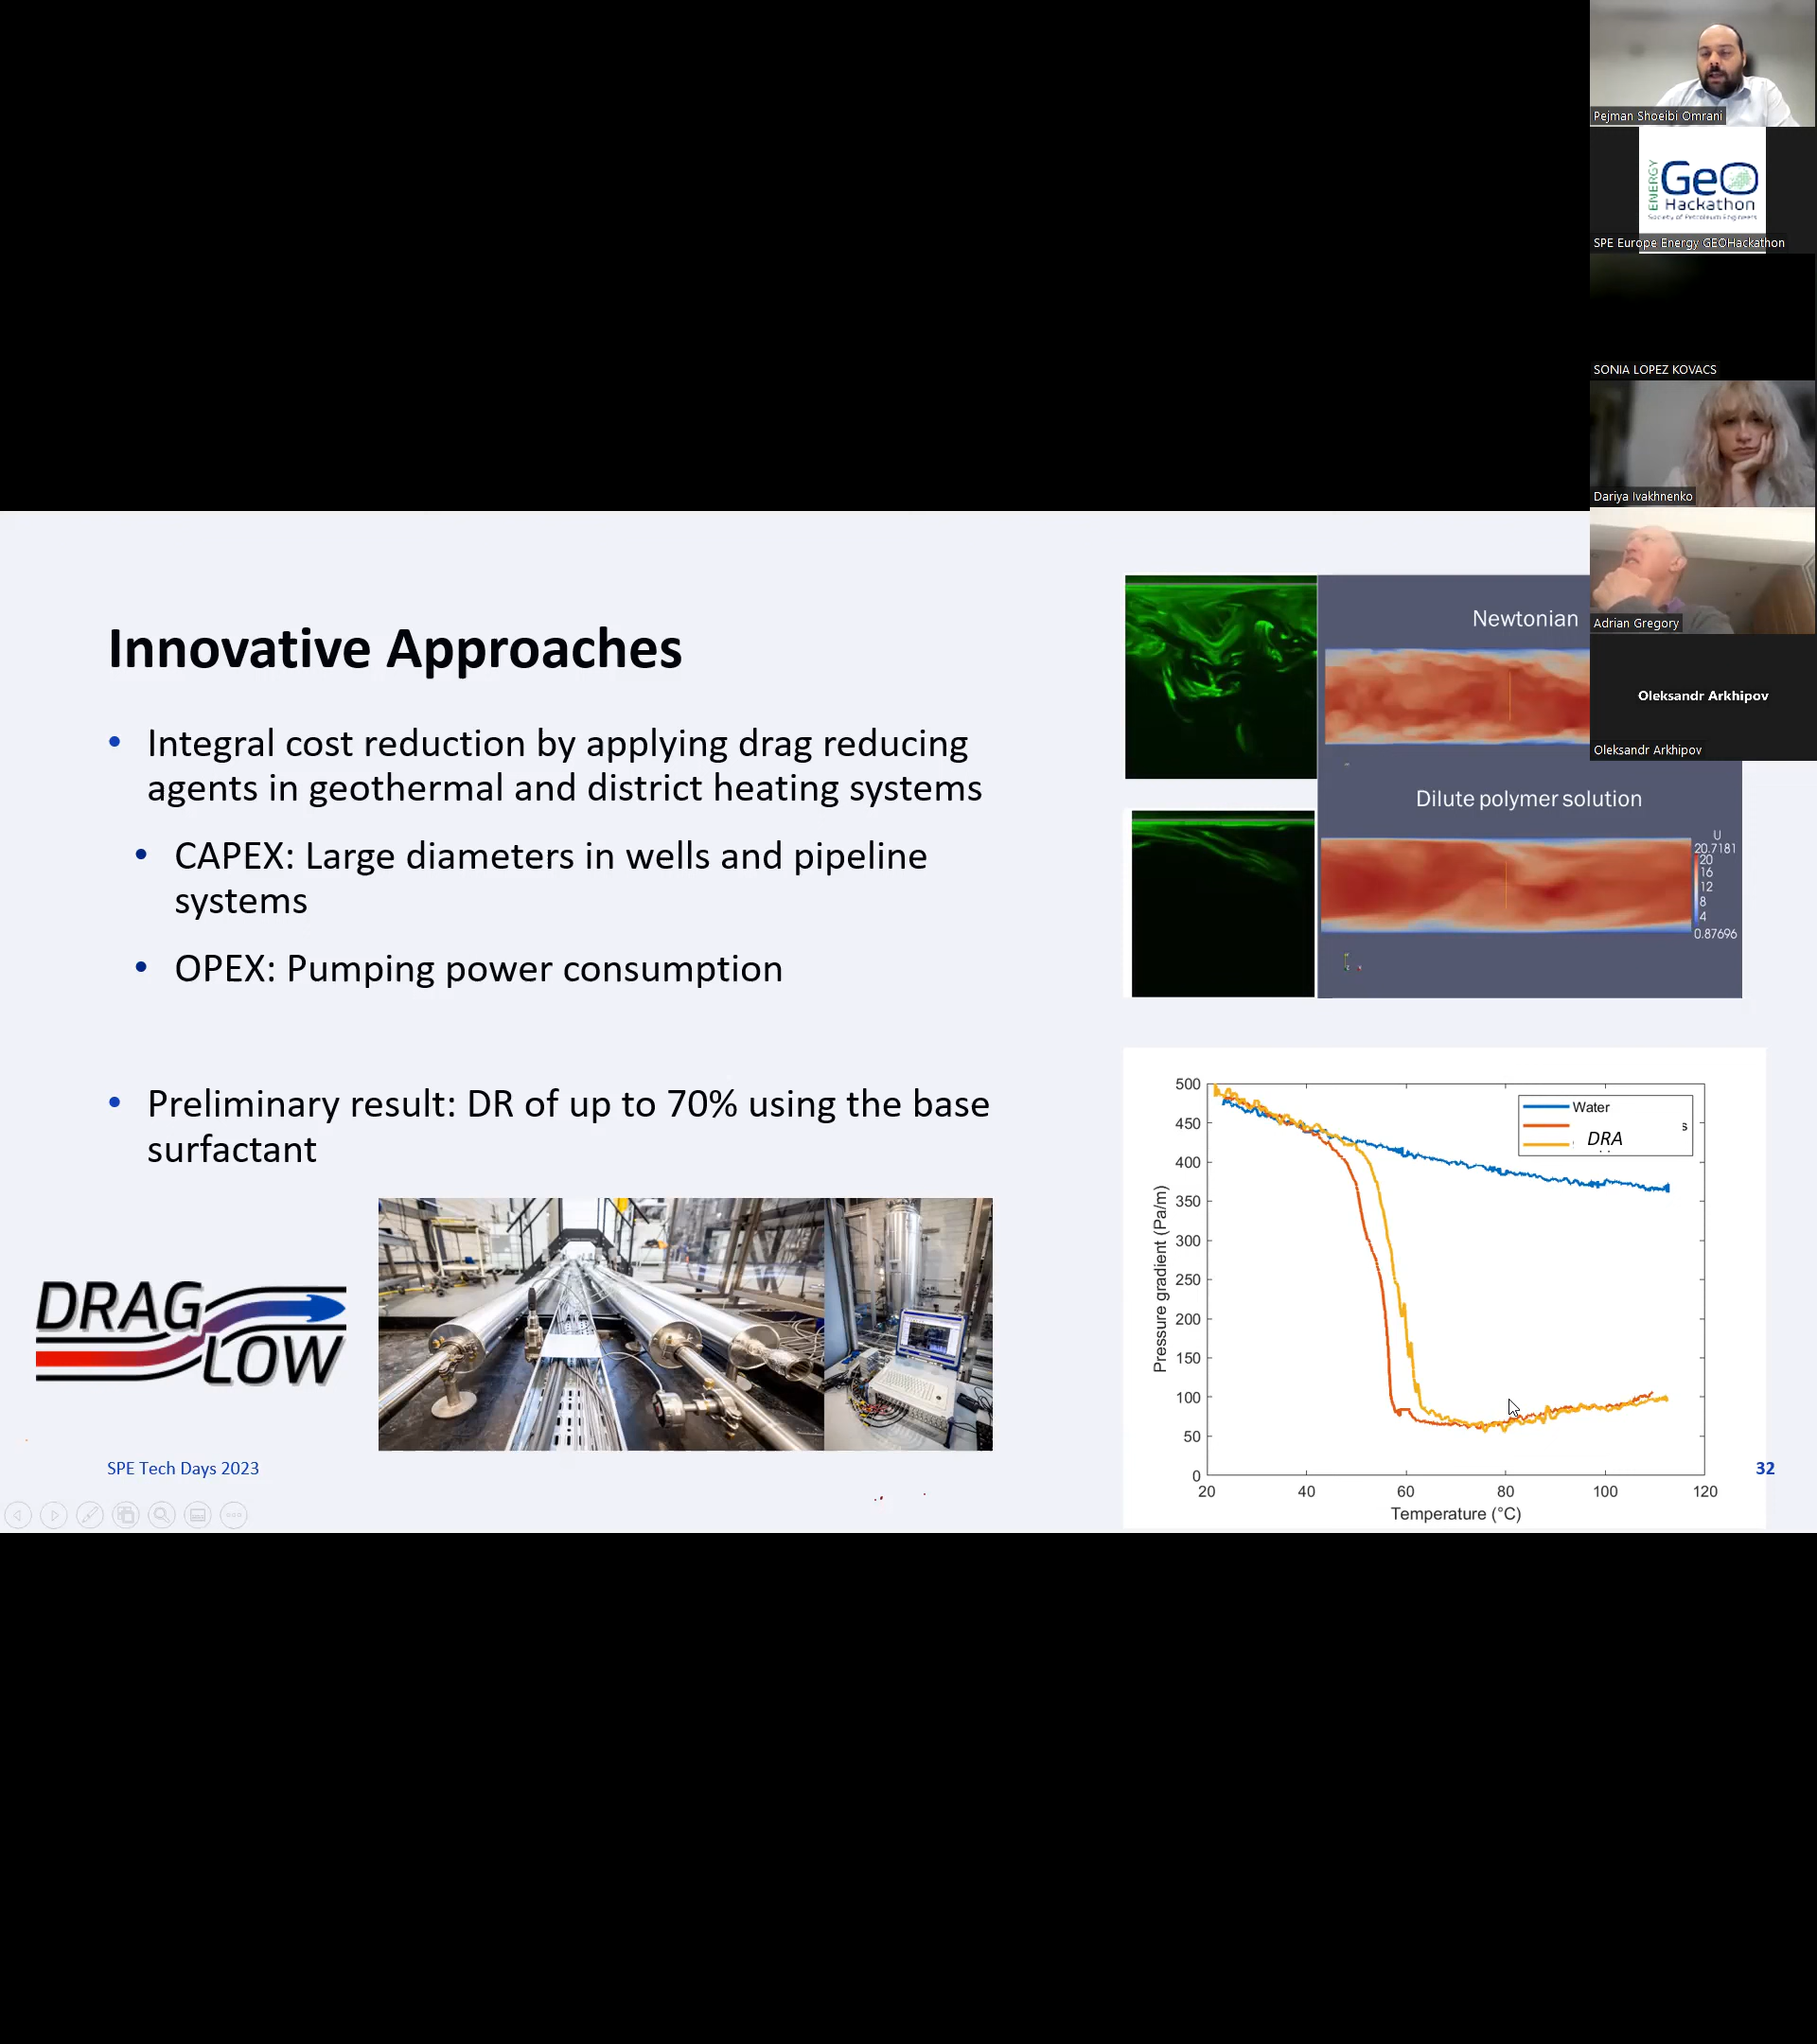 Pejman Shoeibi Omrani
ENERGY
GeO
Hackathon
Society of Petroleum Engineers
SPE Europe Energy GEOHackathon
SONIA LOPEZ KOVACS
Dariya Ivakhnenko
Adrian Gregory
Oleksandr Arkhipov
Oleksandr Arkhipov
Innovative Approaches
• Integral cost reduction by applying drag reducing
agents in geothermal and district heating systems
• CAPEX: Large diameters in wells and pipeline
systems
• OPEX: Pumping power consumption
• Preliminary result: DR of up to 70% using the base
surfactant
DRAG
LOW
SPE Tech Days 2023
Newtonian
Dilute polymer solution
U
20.7181
20
16
12
8
4
0.87696
Water
DRA
s
Pressure gradient (Pa/m)
500
450
400
350
300
250
200
150
100
50
0
20 40 60 80 100 120
Temperature (°C)
32